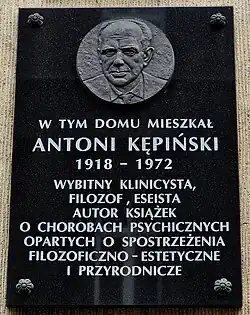 W TYM DOMU MIESZKAŁ
ANTONI KĘPIŃSKI
1918 - 1972
WYBITNY KLINICYSTA,
FILOZOF, ESEISTA
AUTOR KSIĄŻEK
O CHOROBACH PSYCHICZNYCH
OPARTYCH O SPOSTRZEŻENIA
FILOZOFICZNO-ESTETYCZNE
I PRZYRODNICZE